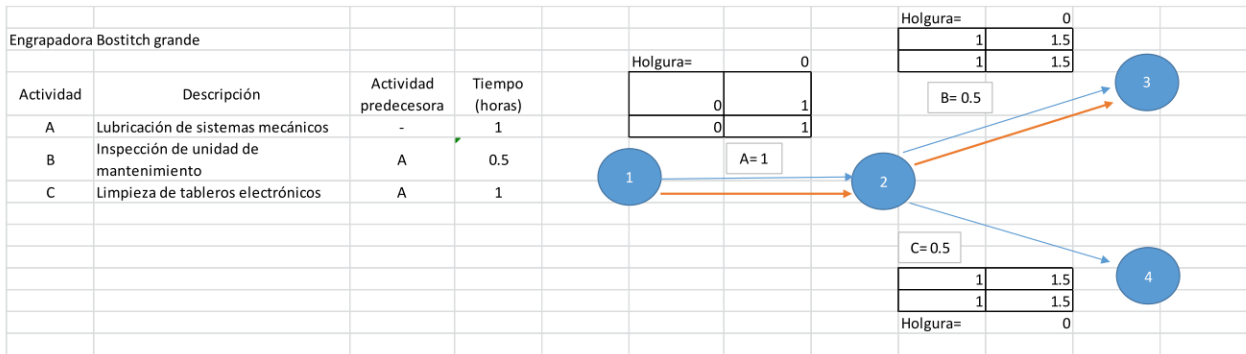 Holgura= 0
Engrapadora Bostitch grande
1 1.5
Holgura= 0
1 1.5
Actividad Descripción Actividad predecesora Tiempo (horas)
0 1
0 1
A Lubricación de sistemas mecánicos - 1
B Inspección de unidad de mantenimiento A 0.5
C Limpieza de tableros electrónicos A 1
B= 0.5
3
A= 1
1
2
C= 0.5
4
1 1.5
1 1.5
Holgura= 0